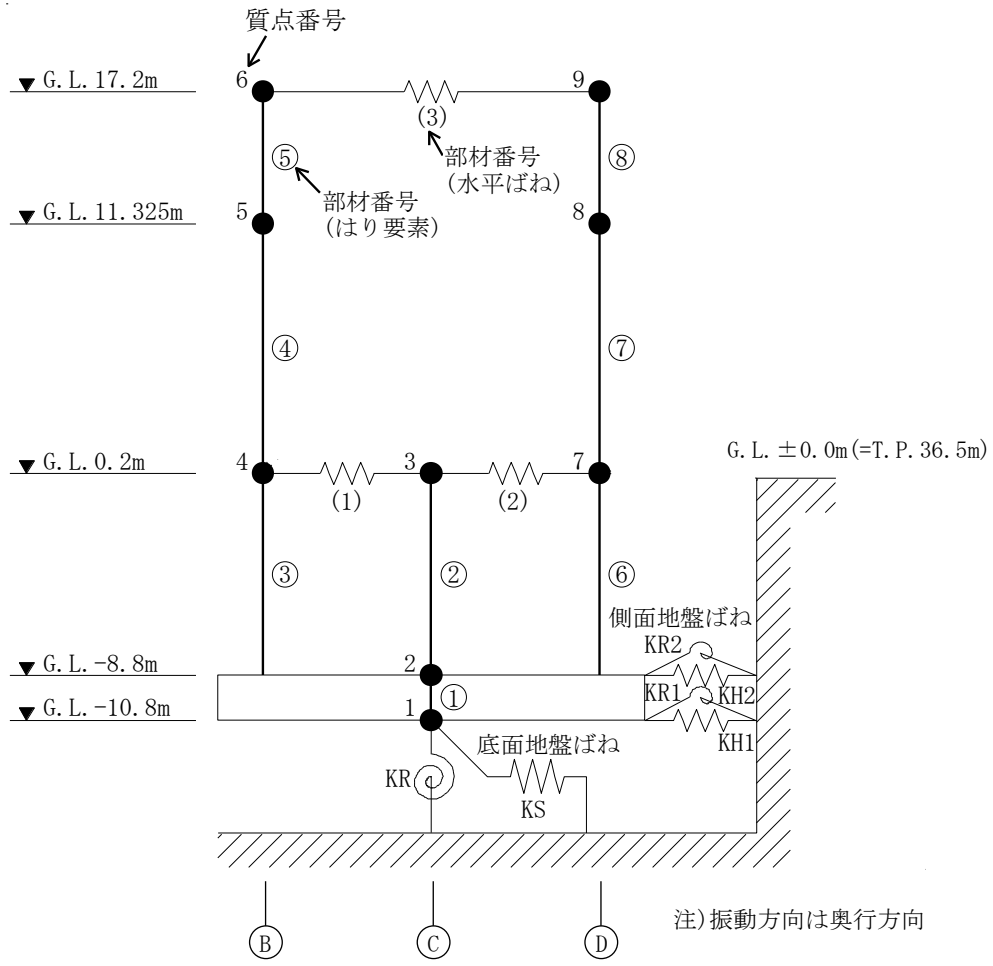 質点番号
G.L.17.2m
6
9
(3)
部材番号
(水平ばね)
⑤
⑧
部材番号
(はり要素)
G.L.11.325m
5
8
④
⑦
G.L.±0.0m(=T.P.36.5m)
G.L.0.2m
4
3
7
(1)
(2)
③
②
⑥
側面地盤ばね
KR2
G.L.-8.8m
2
①
KR1
KH2
G.L.-10.8m
1
KH1
底面地盤ばね
KR
KS
注)振動方向は奥行方向
B
C
D